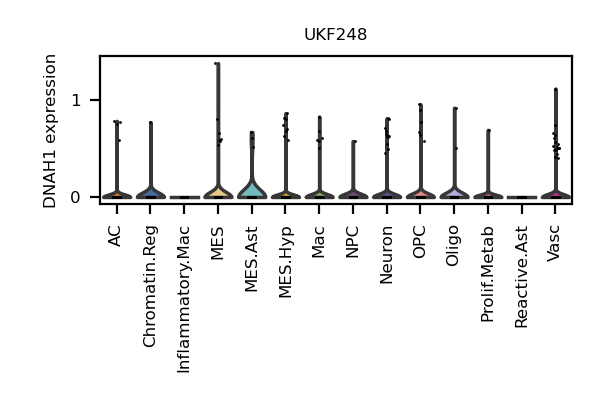 UKF248
DNAH1 expression
1
0
AC
Chromatin.Reg
Inflammatory.Mac
MES
MES.Ast
MES.Hyp
Mac
NPC
Neuron
OPC
Oligo
Prolif.Metab
Reactive.Ast
Vasc